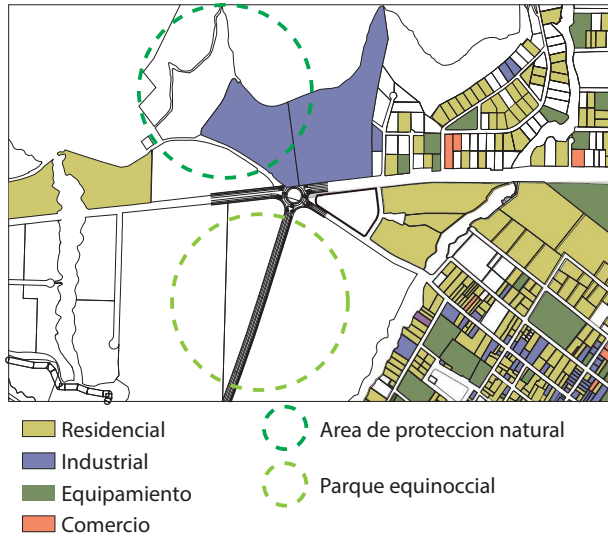 Residencial
Industrial
Equipamiento
Comercio
Area de proteccion natural
Parque equinoccial